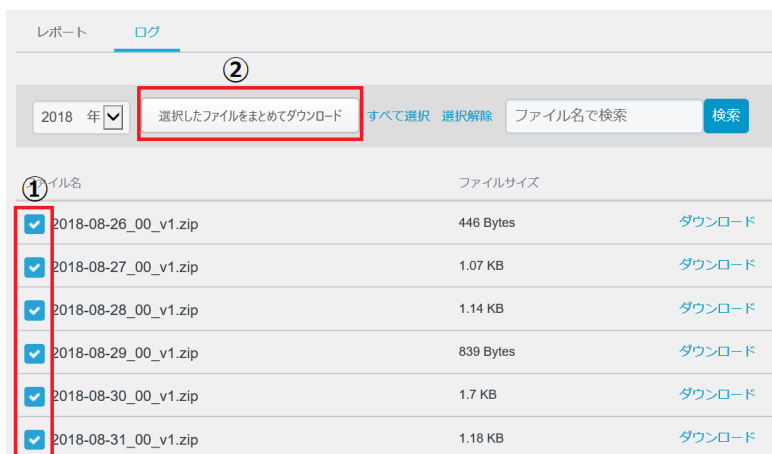 レポート ログ
②
2018 年 選択したファイルをまとめてダウンロード すべて選択 選択解除 ファイル名で検索 検索
①イル名 ファイルサイズ
2018-08-26_00_v1.zip 446 Bytes ダウンロード
2018-08-27_00_v1.zip 1.07 KB ダウンロード
2018-08-28_00_v1.zip 1.14 KB ダウンロード
2018-08-29_00_v1.zip 839 Bytes ダウンロード
2018-08-30_00_v1.zip 1.7 KB ダウンロード
2018-08-31_00_v1.zip 1.18 KB ダウンロード